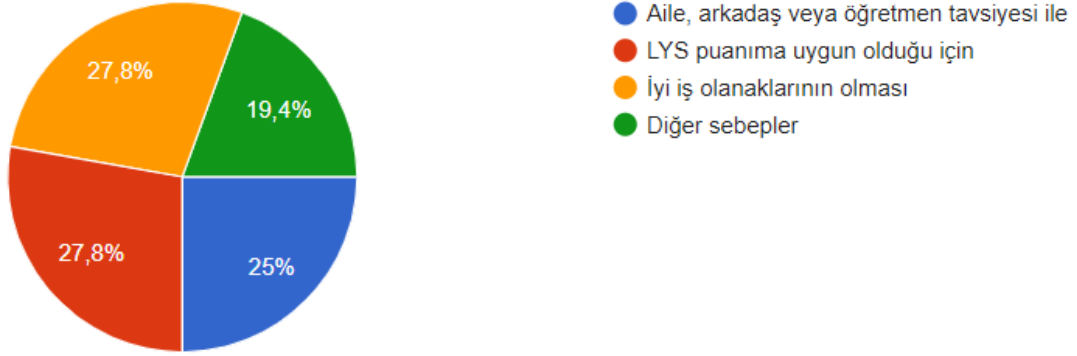 27,8%
19,4%
27,8%
25%
Aile, arkadaş veya öğretmen tavsiyesi ile
LYS puanıma uygun olduğu için
İyi iş olanaklarının olması
Diğer sebepler